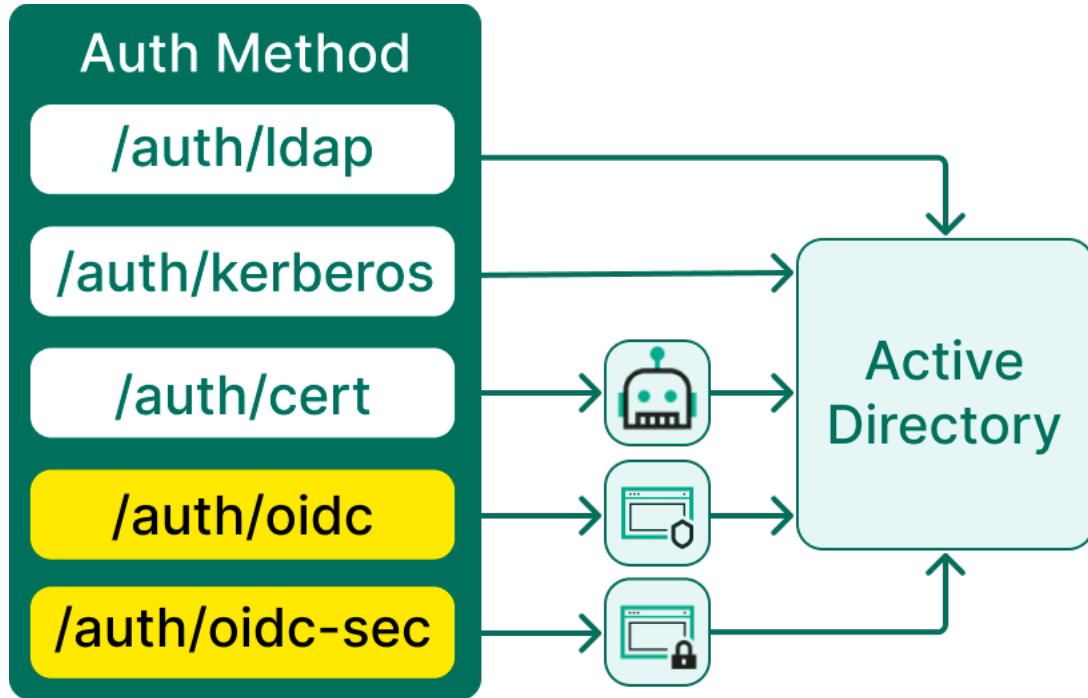 Auth Method
/auth/ldap
/auth/kerberos
/auth/cert
/auth/oidc
/auth/oidc-sec
Active
Directory